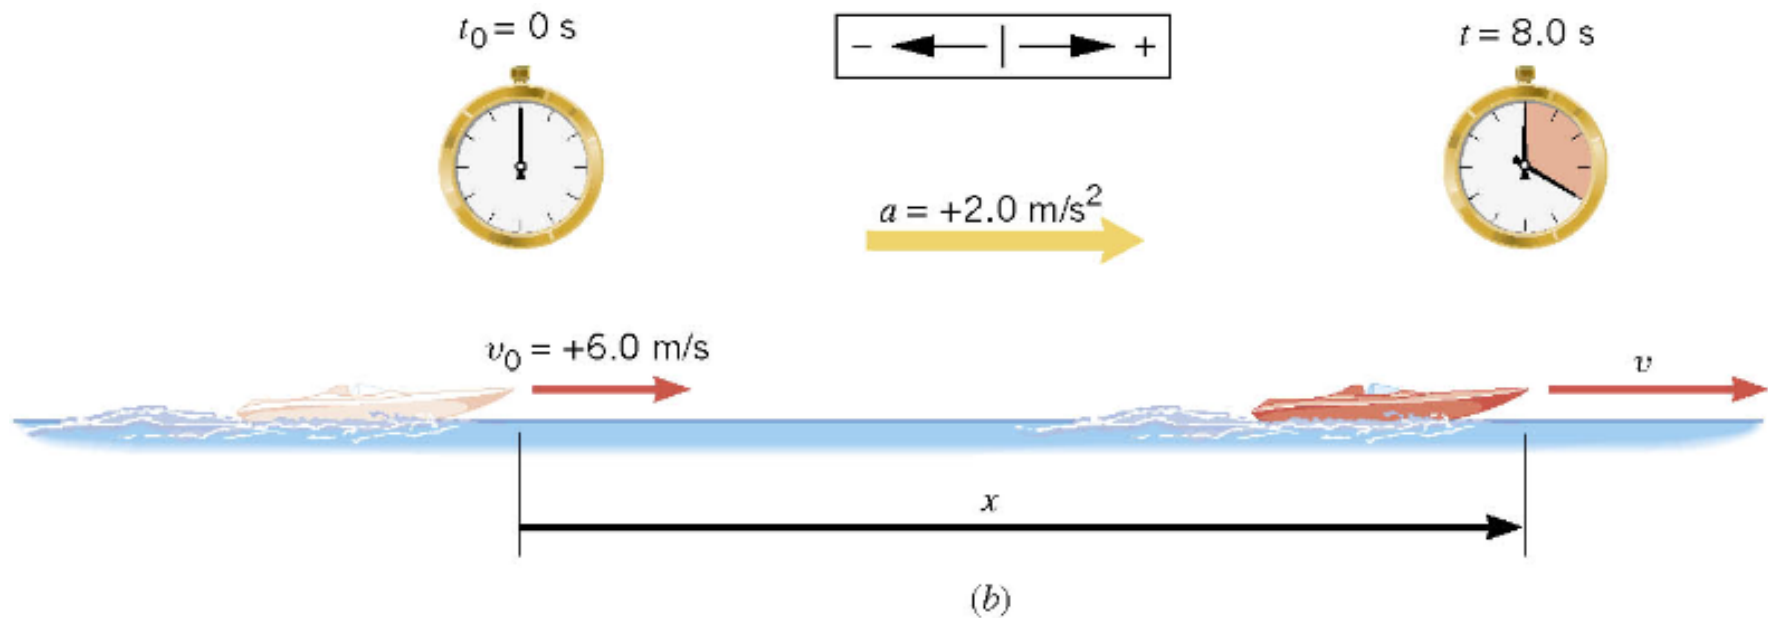 t₀ = 0 s
– | +
t = 8.0 s
a = +2.0 m/s²
v₀ = +6.0 m/s
v
x
(b)